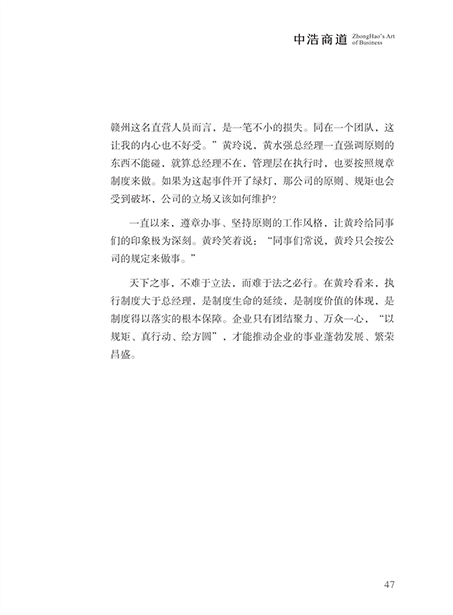 中浩商道 ZhongHao's Art
of Business
赣州这名直营人员而言，是一笔不小的损失。同在一个团队，这
让我的内心也不好受。”黄玲说，黄水强总经理一直强调原则的
东西不能碰，就算总经理不在，管理层在执行时，也要按照规章
制度来做。如果为这起事件开了绿灯，那公司的原则、规矩也会
受到破坏，公司的立场又该如何维护？
一直以来，遵章办事、坚持原则的工作风格，让黄玲给同事
们的印象极为深刻。黄玲笑着说：“同事们常说，黄玲只会按公
司的规定来做事。”
天下之事，不难于立法，而难于法之必行。在黄玲看来，执
行制度大于总经理，是制度生命的延续，是制度价值的体现，是
制度得以落实的根本保障。企业只有团结聚力、万众一心，“以
规矩、真行动、绘方圆”，才能推动企业的事业蓬勃发展、繁荣
昌盛。
47